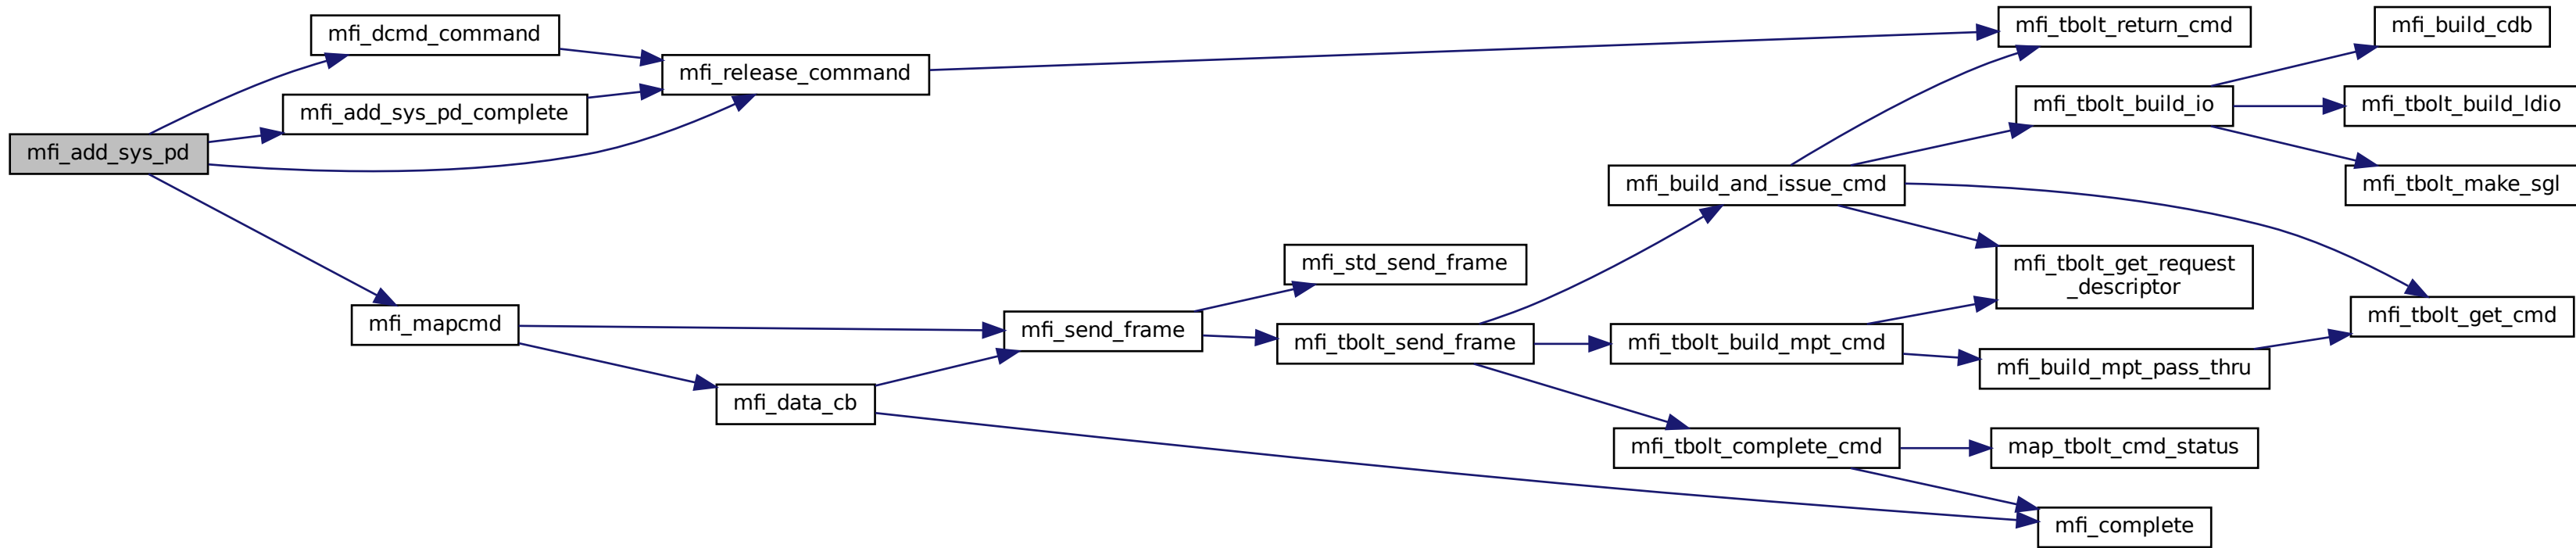 mfi_add_sys_pd
mfi_dcmd_command
mfi_add_sys_pd_complete
mfi_release_command
mfi_mapcmd
mfi_data_cb
mfi_send_frame
mfi_std_send_frame
mfi_tbolt_send_frame
mfi_build_and_issue_cmd
mfi_tbolt_build_mpt_cmd
mfi_tbolt_complete_cmd
mfi_tbolt_return_cmd
mfi_tbolt_build_io
mfi_tbolt_get_request
_descriptor
mfi_build_mpt_pass_thru
map_tbolt_cmd_status
mfi_complete
mfi_build_cdb
mfi_tbolt_build_ldio
mfi_tbolt_make_sgl
mfi_tbolt_get_cmd